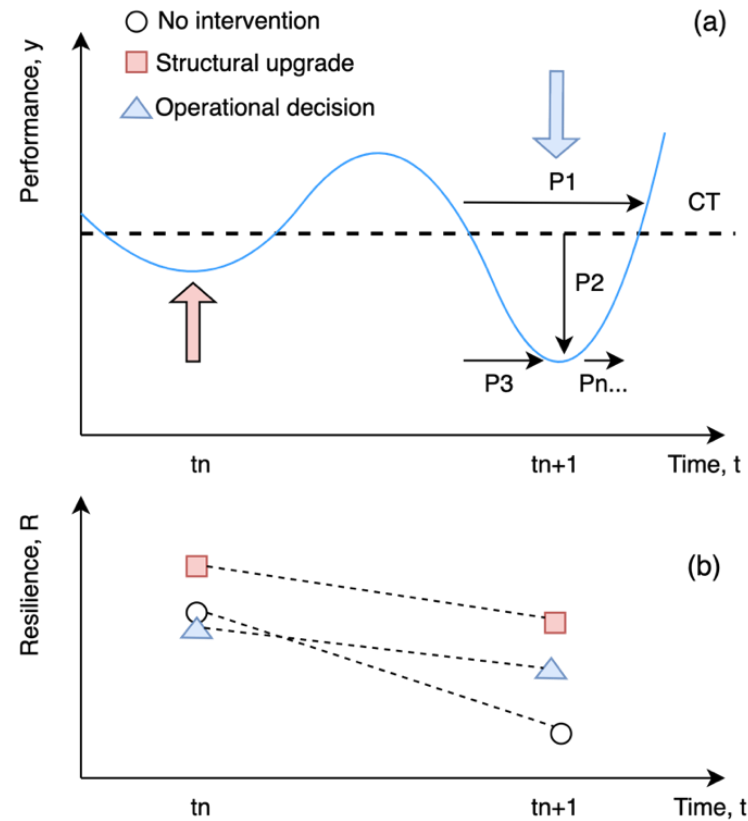 No intervention
(a)
Structural upgrade
Operational decision
Performance, y
P1
CT
P2
P3
Pn...
tn
tn+1
Time, t
Resilience, R
(b)
tn
tn+1
Time, t